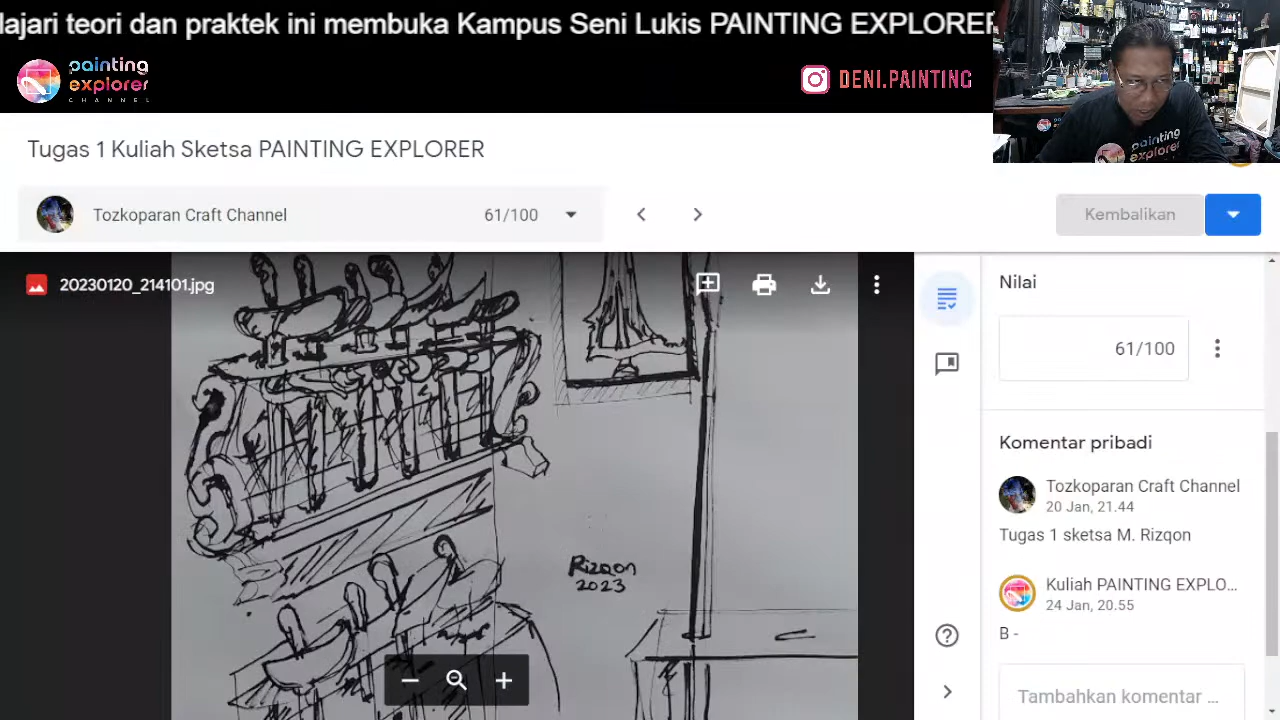 lajari teori dan praktek ini membuka Kampus Seni Lukis PAINTING EXPLORER
painting
explorer
CHANNEL
DENI.PAINTING
painting
explorer
Tugas 1 Kuliah Sketsa PAINTING EXPLORER
Tozkoparan Craft Channel
61/100
Kembalikan
20230120_214101.jpg
Nilai
61/100
Komentar pribadi
Tozkoparan Craft Channel
20 Jan, 21.44
Tugas 1 sketsa M. Rizqon
Kuliah PAINTING EXPLO...
24 Jan, 20.55
B -
Tambahkan komentar ...
Rizqon
2023